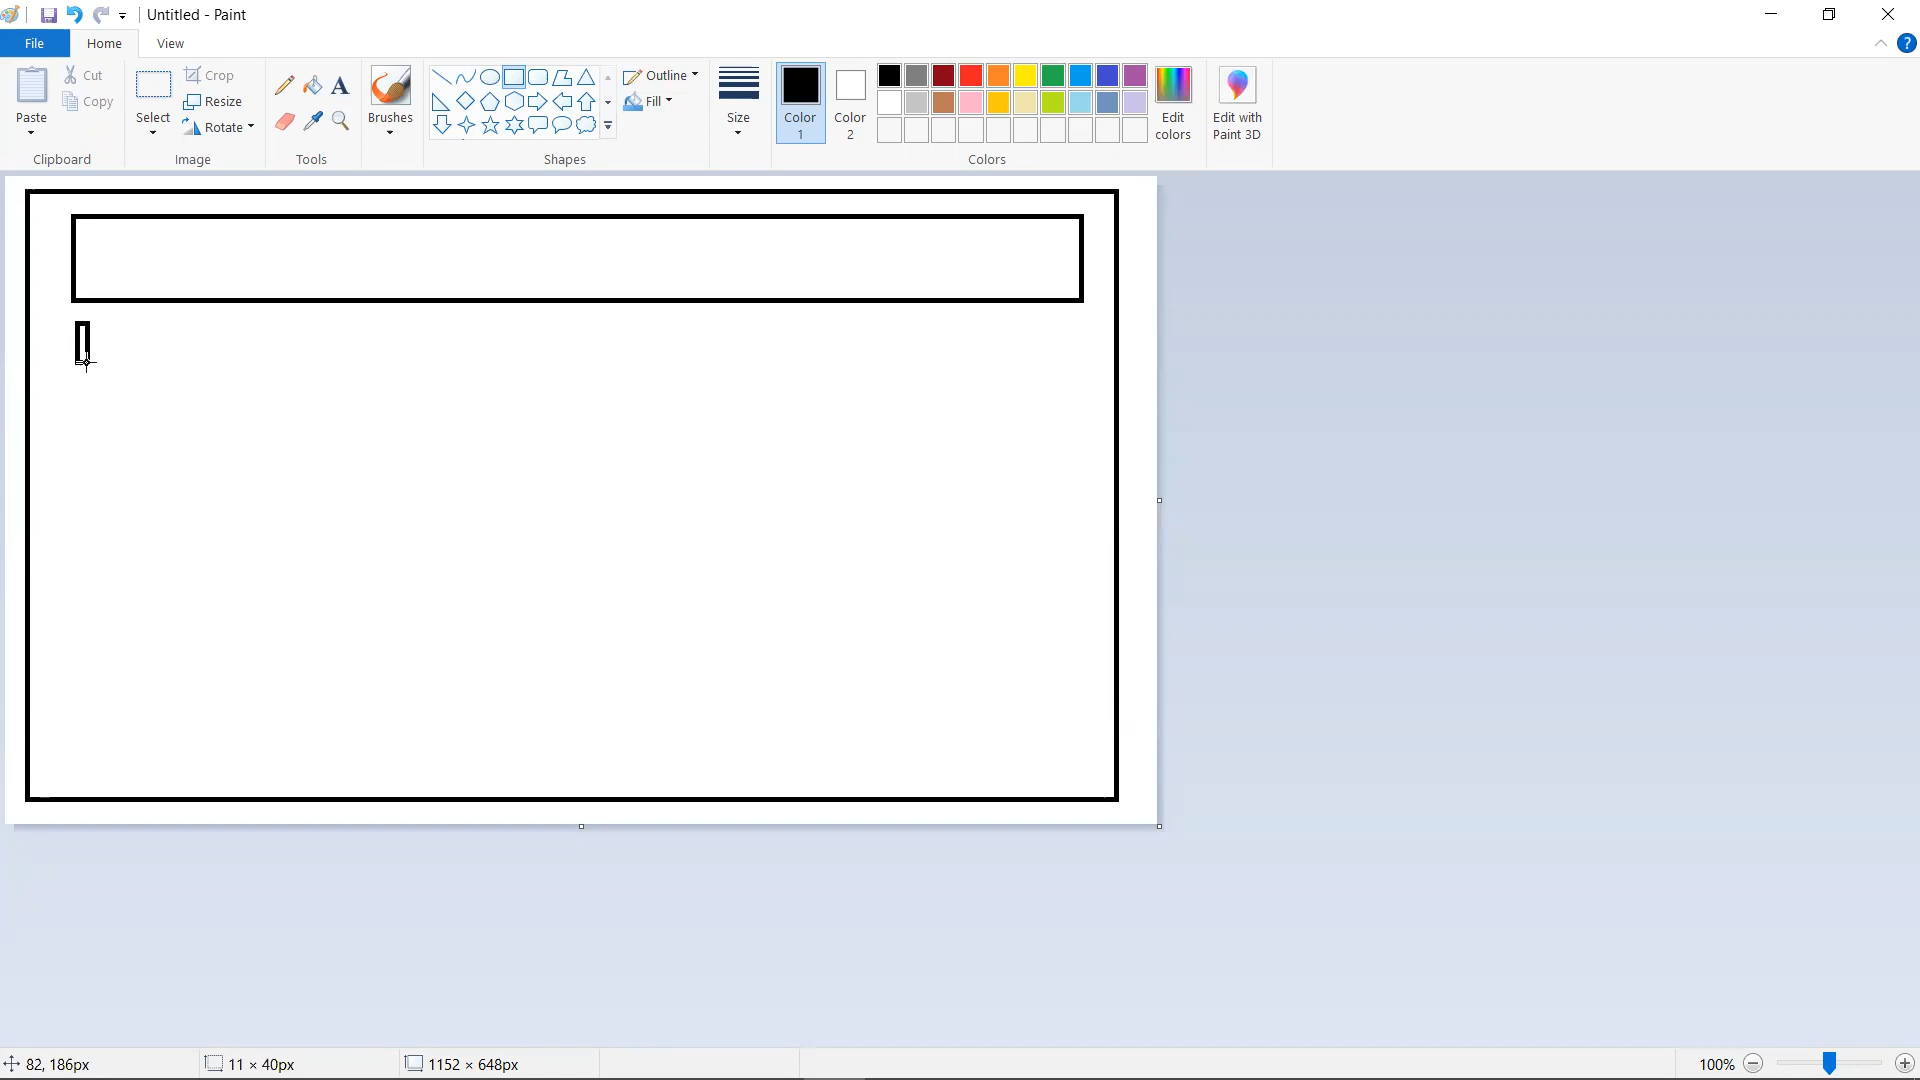 Untitled - Paint
File Home View
Paste
Cut
Copy
Clipboard
Select
Crop
Resize
Rotate
Image
A
Tools
Brushes
Shapes
Outline
Fill
Size
Color 1
Color 2
Edit colors
Colors
Edit with Paint 3D
?
82, 186px
11 × 40px
1152 × 648px
100%